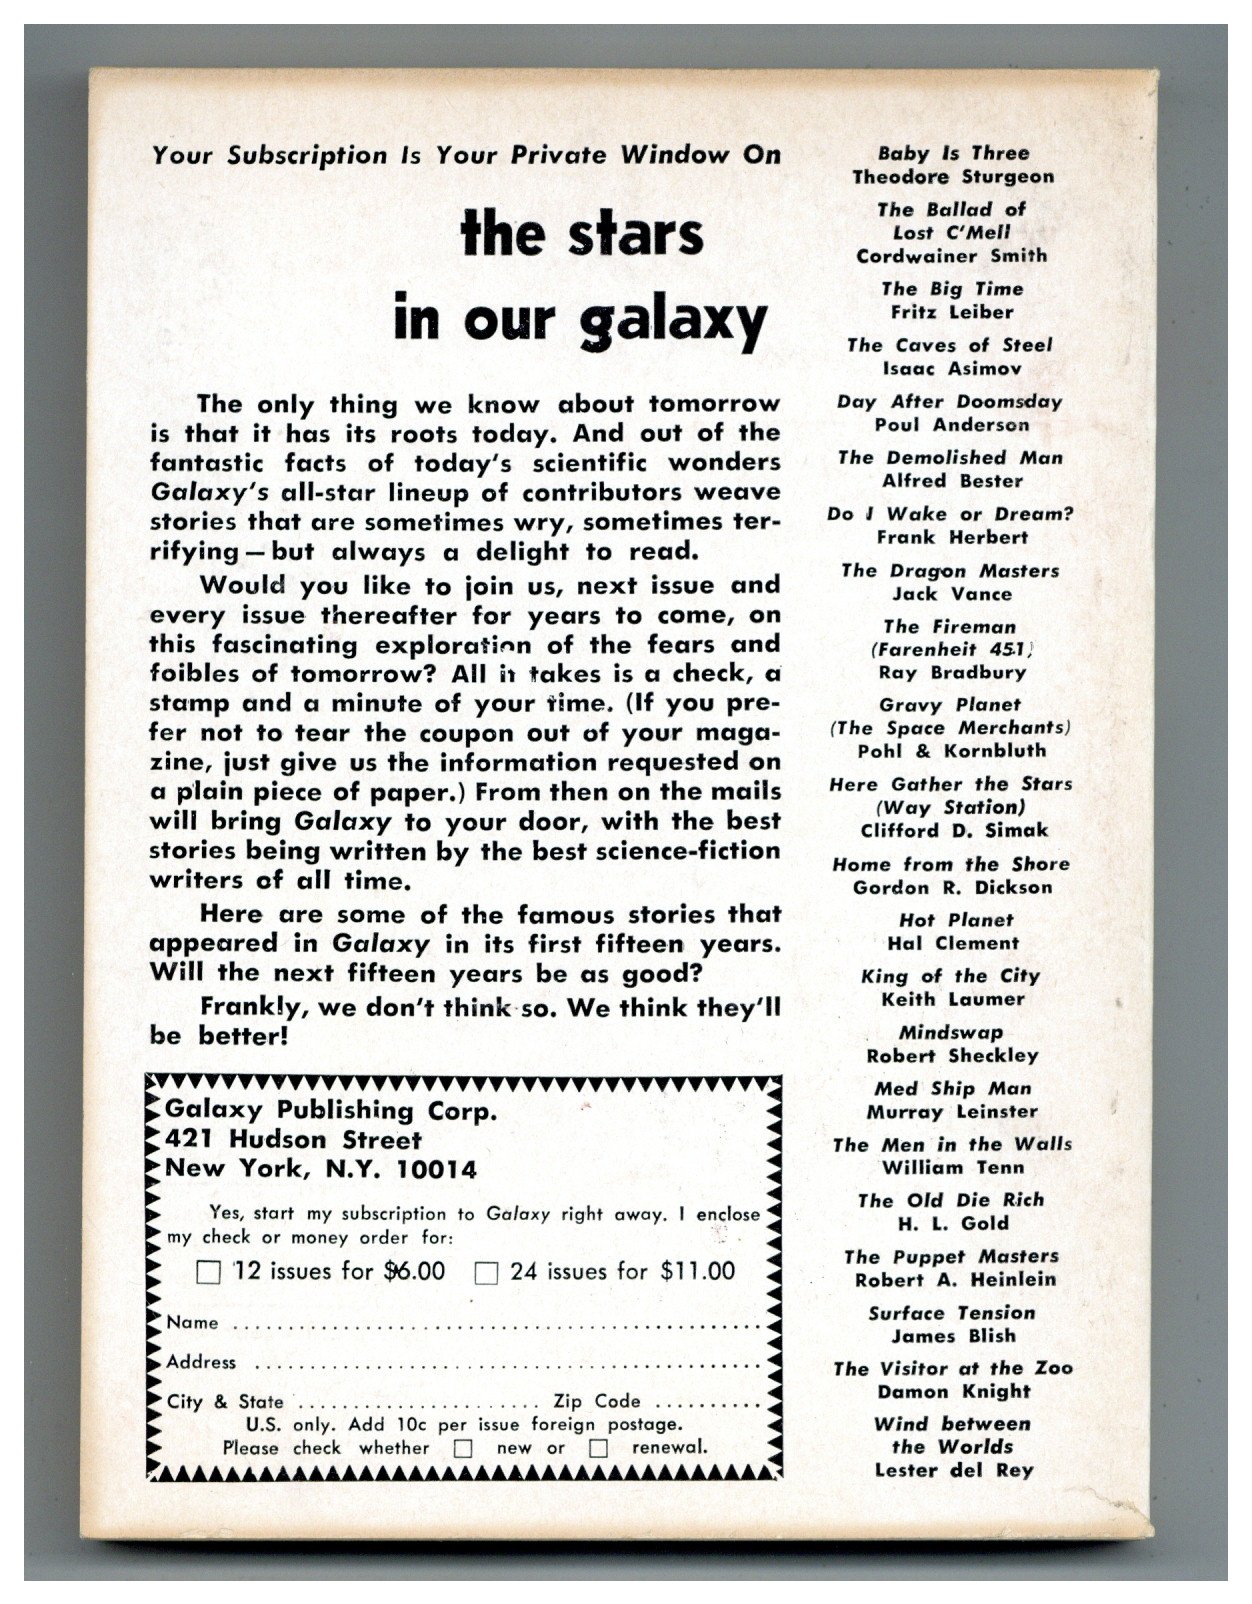 Your Subscription Is Your Private Window On
the stars
in our galaxy
The only thing we know about tomorrow
is that it has its roots today. And out of the
fantastic facts of today's scientific wonders
Galaxy's all-star lineup of contributors weave
stories that are sometimes wry, sometimes ter-
rifying — but always a delight to read.
Would you like to join us, next issue and
every issue thereafter for years to come, on
this fascinating exploration of the fears and
foibles of tomorrow? All it takes is a check, a
stamp and a minute of your time. (If you pre-
fer not to tear the coupon out of your maga-
zine, just give us the information requested on
a plain piece of paper.) From then on the mails
will bring Galaxy to your door, with the best
stories being written by the best science-fiction
writers of all time.
Here are some of the famous stories that
appeared in Galaxy in its first fifteen years.
Will the next fifteen years be as good?
Frankly, we don't think so. We think they'll
be better!
Galaxy Publishing Corp.
421 Hudson Street
New York, N.Y. 10014
Yes, start my subscription to Galaxy right away. I enclose
my check or money order for:
12 issues for $6.00 24 issues for $11.00
Name
Address
City & State Zip Code
U.S. only. Add 10c per issue foreign postage.
Please check whether new or renewal.
Baby Is Three
Theodore Sturgeon
The Ballad of
Lost C'Mell
Cordwainer Smith
The Big Time
Fritz Leiber
The Caves of Steel
Isaac Asimov
Day After Doomsday
Poul Anderson
The Demolished Man
Alfred Bester
Do I Wake or Dream?
Frank Herbert
The Dragon Masters
Jack Vance
The Fireman
(Farenheit 451)
Ray Bradbury
Gravy Planet
(The Space Merchants)
Pohl & Kornbluth
Here Gather the Stars
(Way Station)
Clifford D. Simak
Home from the Shore
Gordon R. Dickson
Hot Planet
Hal Clement
King of the City
Keith Laumer
Mindswap
Robert Sheckley
Med Ship Man
Murray Leinster
The Men in the Walls
William Tenn
The Old Die Rich
H. L. Gold
The Puppet Masters
Robert A. Heinlein
Surface Tension
James Blish
The Visitor at the Zoo
Damon Knight
Wind between
the Worlds
Lester del Rey